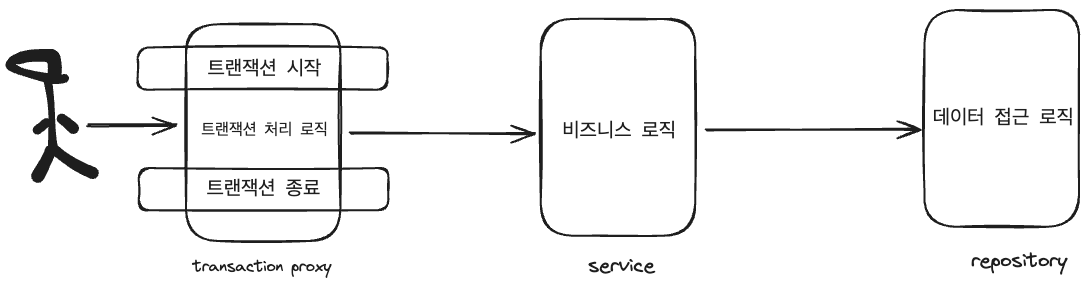 트랜잭션 시작
트랜잭션 처리 로직
트랜잭션 종료
transaction proxy
비즈니스 로직
service
데이터 접근 로직
repository